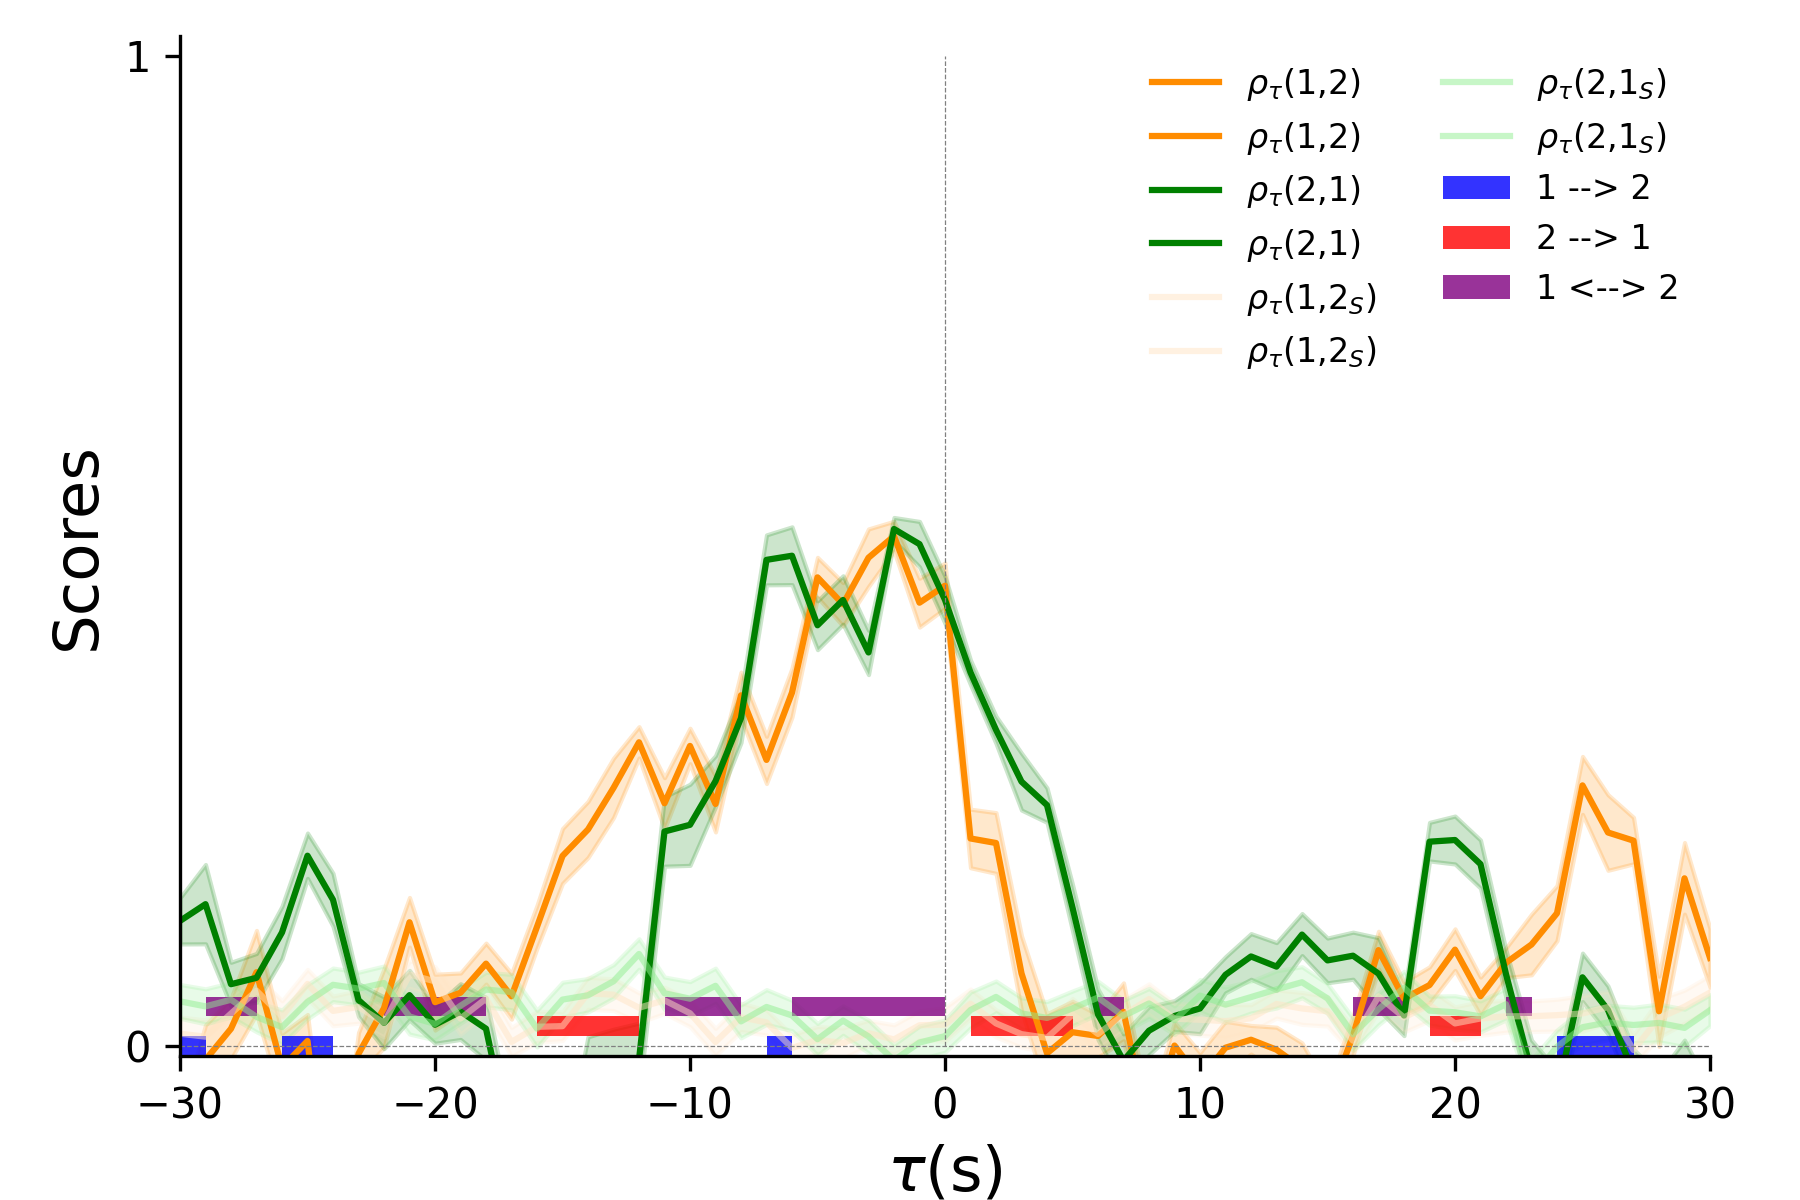 1
Scores
0
−30 −20 −10 0 10 20 30
τ(s)
ρτ(1,2)
ρτ(1,2)
ρτ(2,1)
ρτ(2,1)
ρτ(1,2S)
ρτ(1,2S)
ρτ(2,1S)
ρτ(2,1S)
1 --> 2
2 --> 1
1 <--> 2